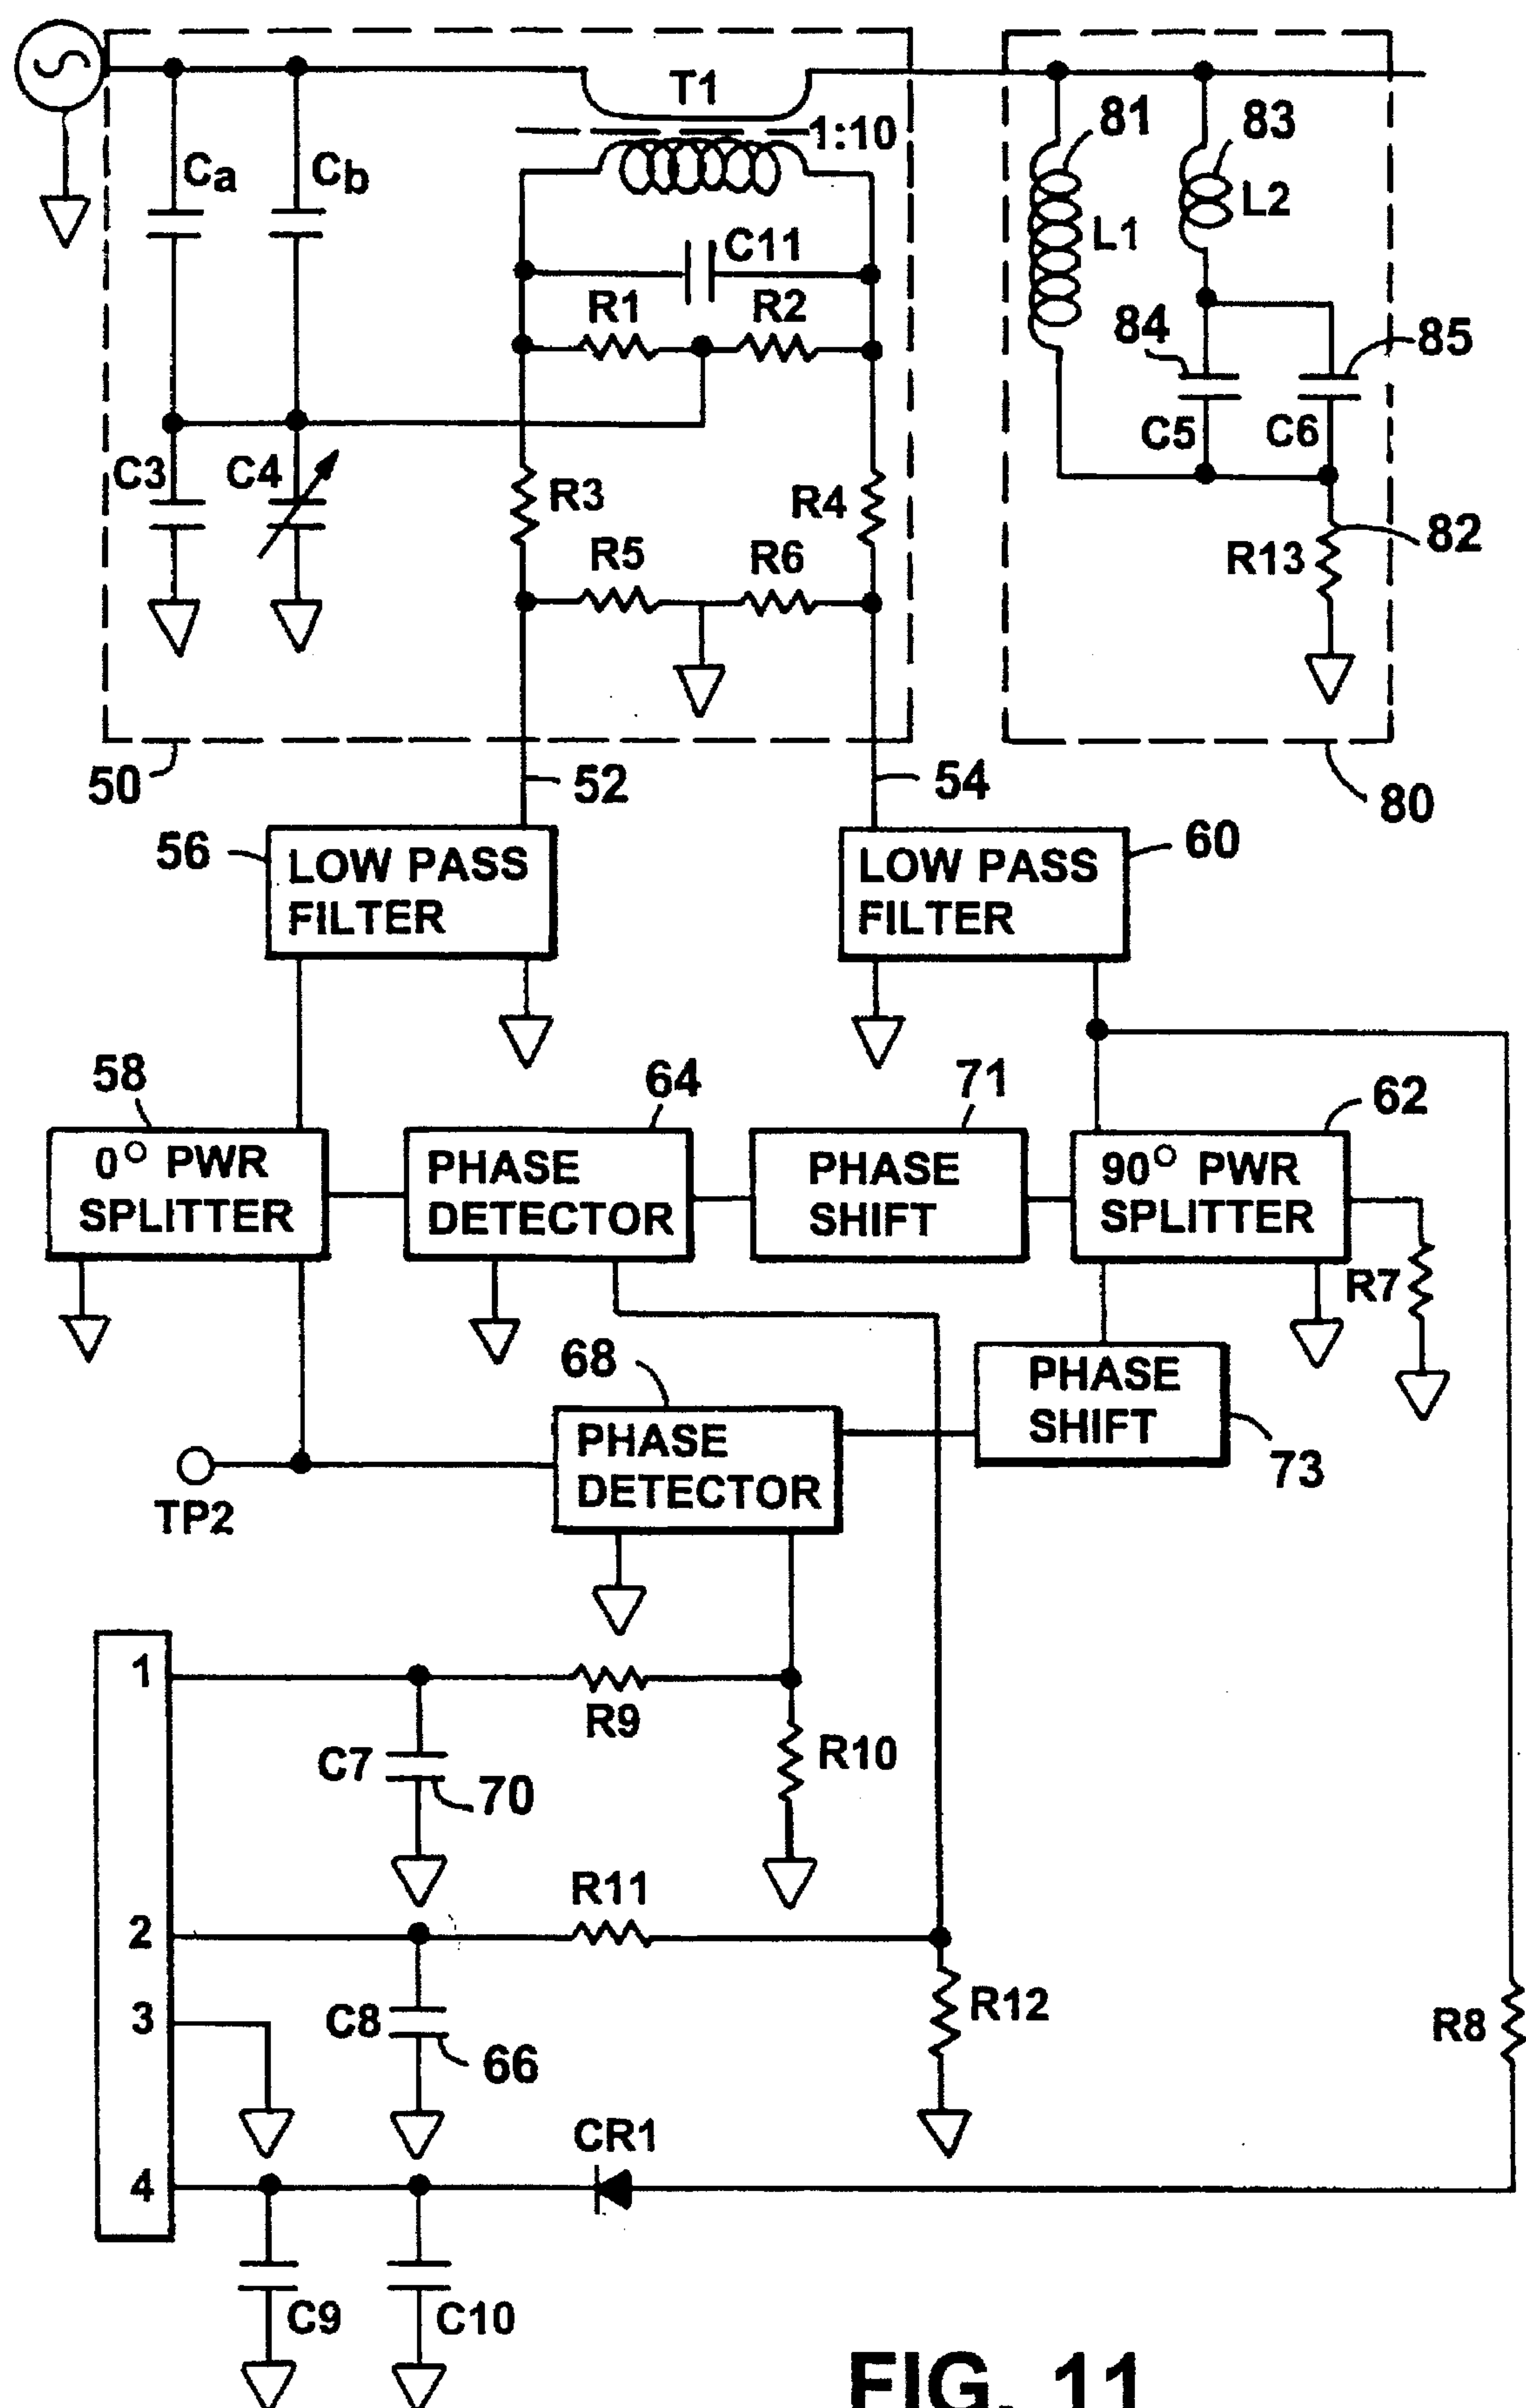 T1
1:10
81
83
Ca
Cb
L2
C11
L1
R1
R2
84
85
C5
C6
C3
C4
R3
R4
82
R5
R6
R13
50
52
54
80
56
LOW PASS
FILTER
LOW PASS
FILTER
60
58
64
71
62
0° PWR
SPLITTER
PHASE
DETECTOR
PHASE
SHIFT
90° PWR
SPLITTER
R7
68
PHASE
DETECTOR
PHASE
SHIFT
73
TP2
1
R9
C7
70
R10
R11
2
3
C8
66
R12
R8
CR1
4
C9
C10
FIG. 11